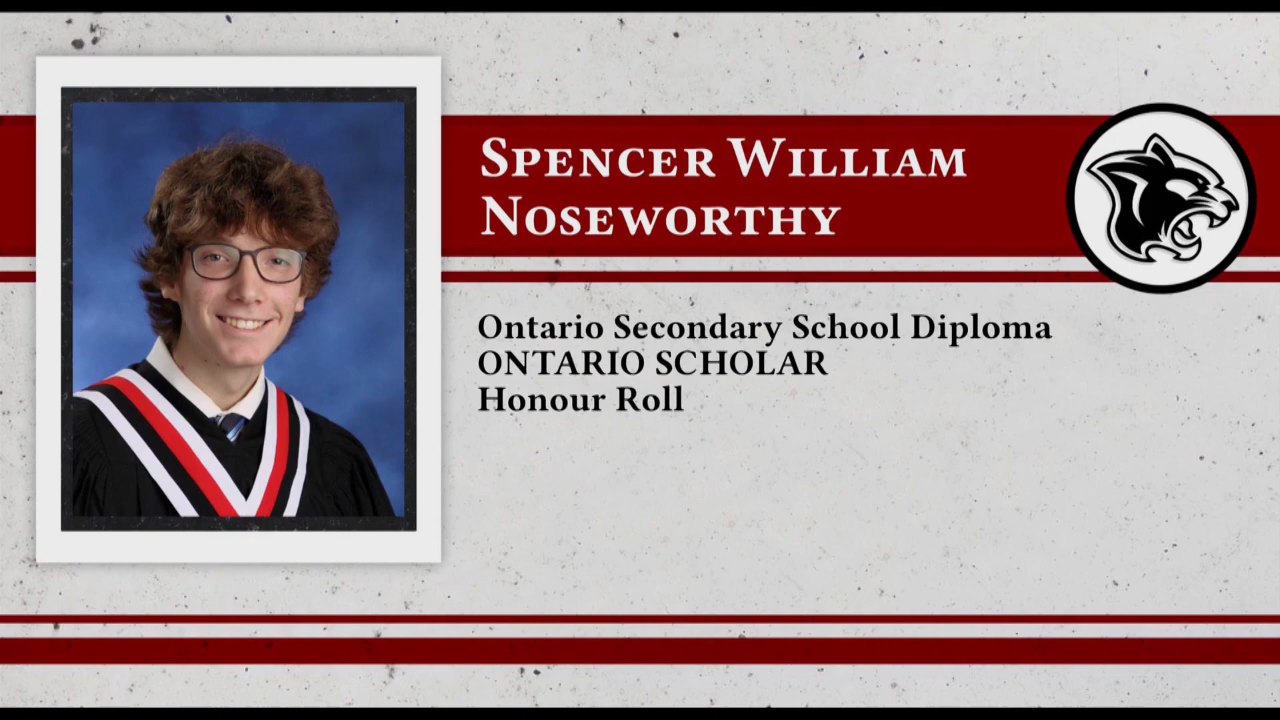 Spencer William
Noseworthy
Ontario Secondary School Diploma
ONTARIO SCHOLAR
Honour Roll